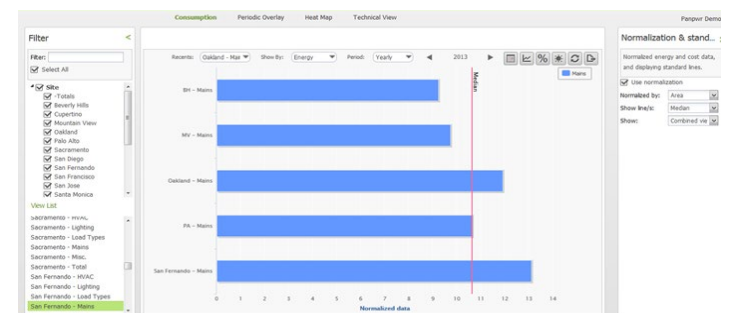 Consumption Periodic Overlay Heat Map Technical View
Panpwr Demo
Filter <
Filter:
Select All
Site
-Totals
Beverly Hills
Cupertino
Mountain View
Oakland
Palo Alto
Sacramento
San Diego
San Fernando
San Francisco
San Jose
Santa Monica
View List
Sacramento - HVAC
Sacramento - Lighting
Sacramento - Load Types
Sacramento - Mains
Sacramento - Misc.
Sacramento - Total
San Fernando - HVAC
San Fernando - Lighting
San Fernando - Load Types
San Fernando - Mains
Recents: Oakland - Mai Show By: Energy Period: Yearly 2013
%
Mains
Median
BH - Mains
MV - Mains
Oakland - Mains
PA - Mains
San Fernando - Mains
0 1 2 3 4 5 6 7 8 9 10 11 12 13 14
Normalized data
Normalization & stand...
Normalized energy and cost data,
and displaying standard lines.
Use normalization
Normalized by: Area
Show line/s: Median
Show: Combined vie